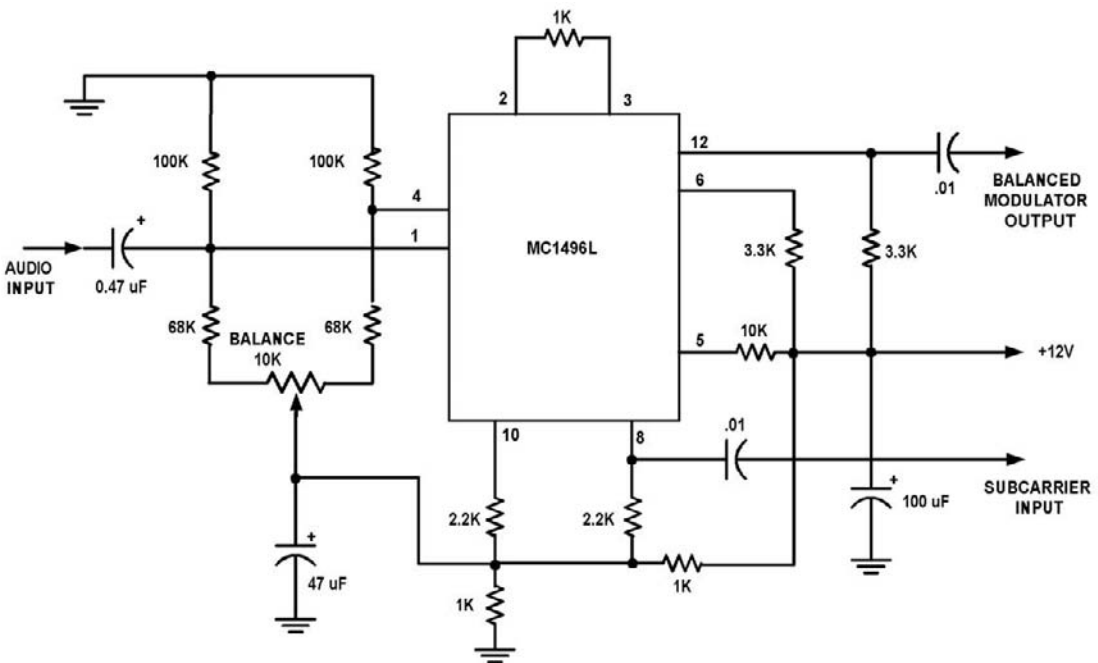 1K
2
3
12
100K
100K
.01
BALANCED
MODULATOR
OUTPUT
6
4
1
MC1496L
3.3K
3.3K
+
AUDIO
INPUT
0.47 uF
68K
68K
BALANCE
10K
5
10K
+12V
10
8
.01
SUBCARRIER
INPUT
+
100 uF
2.2K
2.2K
+
47 uF
1K
1K